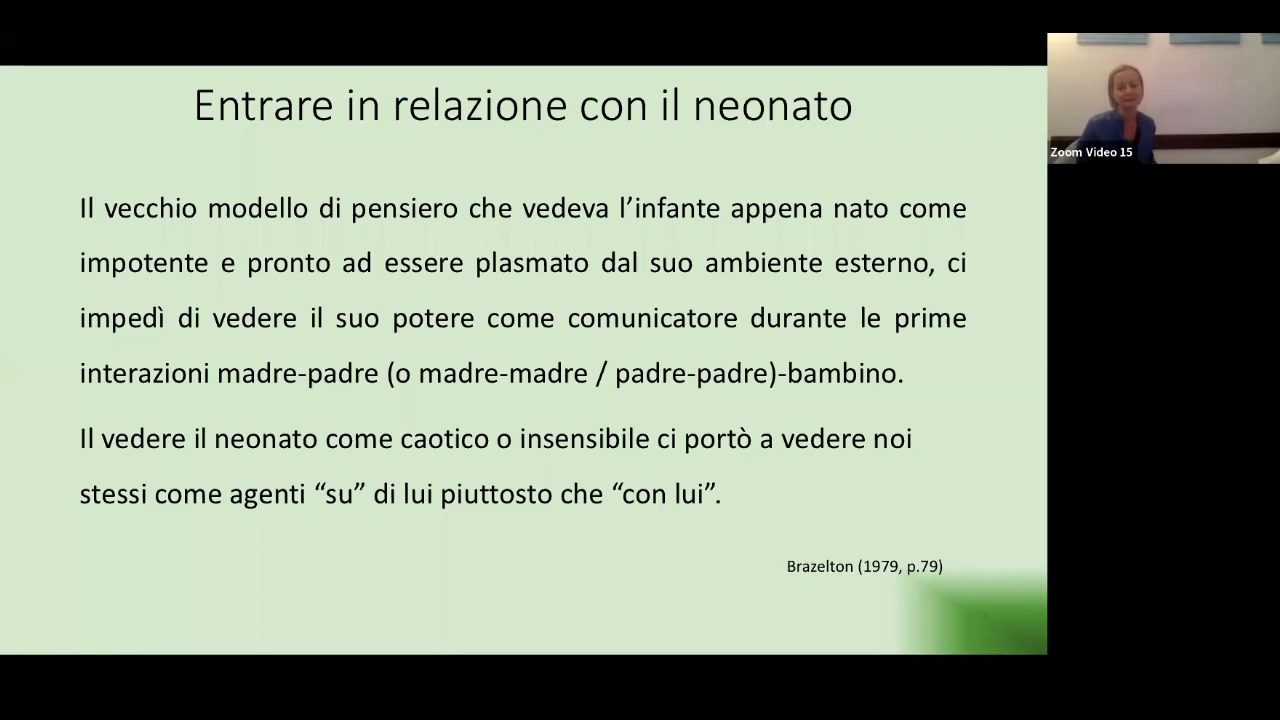 Entrare in relazione con il neonato
Il vecchio modello di pensiero che vedeva l’infante appena nato come
impotente e pronto ad essere plasmato dal suo ambiente esterno, ci
impedì di vedere il suo potere come comunicatore durante le prime
interazioni madre-padre (o madre-madre / padre-padre)-bambino.
Il vedere il neonato come caotico o insensibile ci portò a vedere noi
stessi come agenti “su” di lui piuttosto che “con lui”.
Brazelton (1979, p.79)
Zoom Video 15